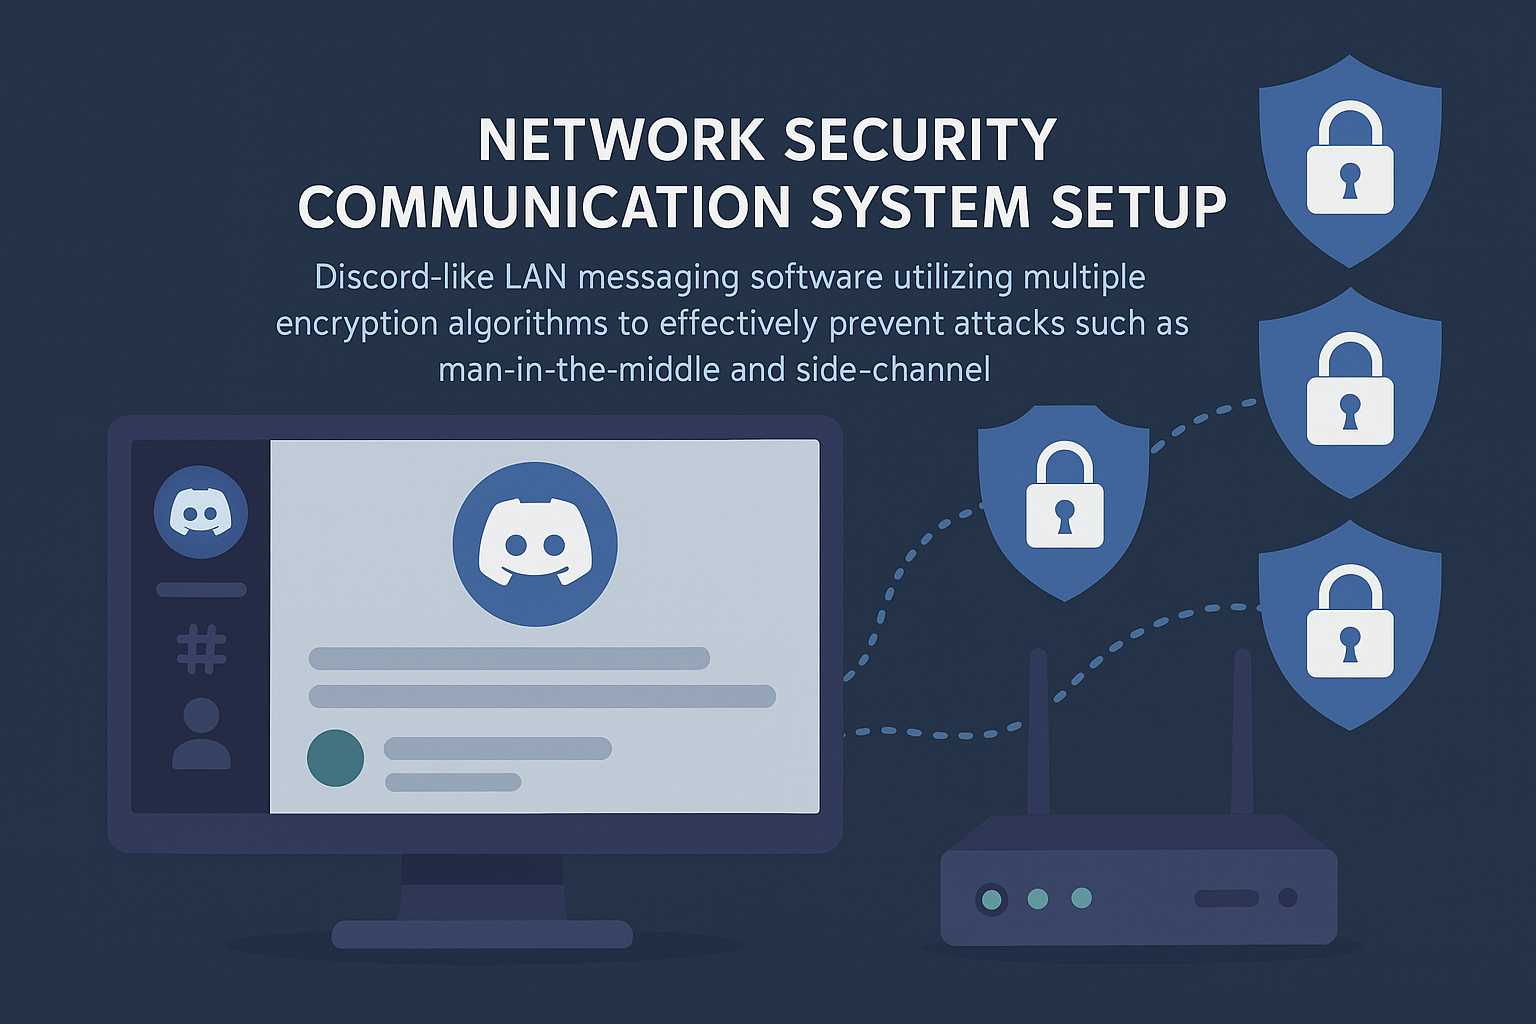 NETWORK SECURITY
COMMUNICATION SYSTEM SETUP
Discord-like LAN messaging software utilizing multiple
encryption algorithms to effectively prevent attacks such as
man-in-the-middle and side-channel
#